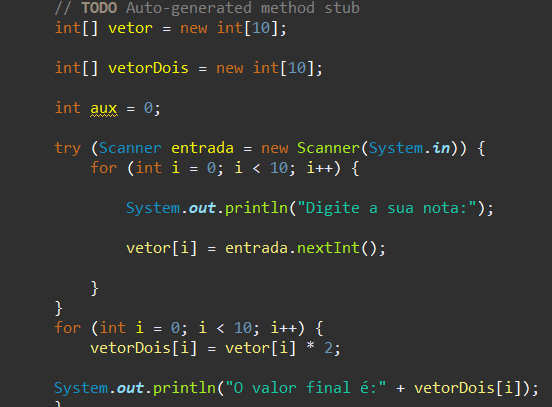 // TODO Auto-generated method stub
int[] vetor = new int[10];
int[] vetorDois = new int[10];
int aux = 0;
try (Scanner entrada = new Scanner(System.in)) {
for (int i = 0; i < 10; i++) {
System.out.println("Digite a sua nota:");
vetor[i] = entrada.nextInt();
}
}
for (int i = 0; i < 10; i++) {
vetorDois[i] = vetor[i] * 2;
System.out.println("O valor final é:" + vetorDois[i]);
}